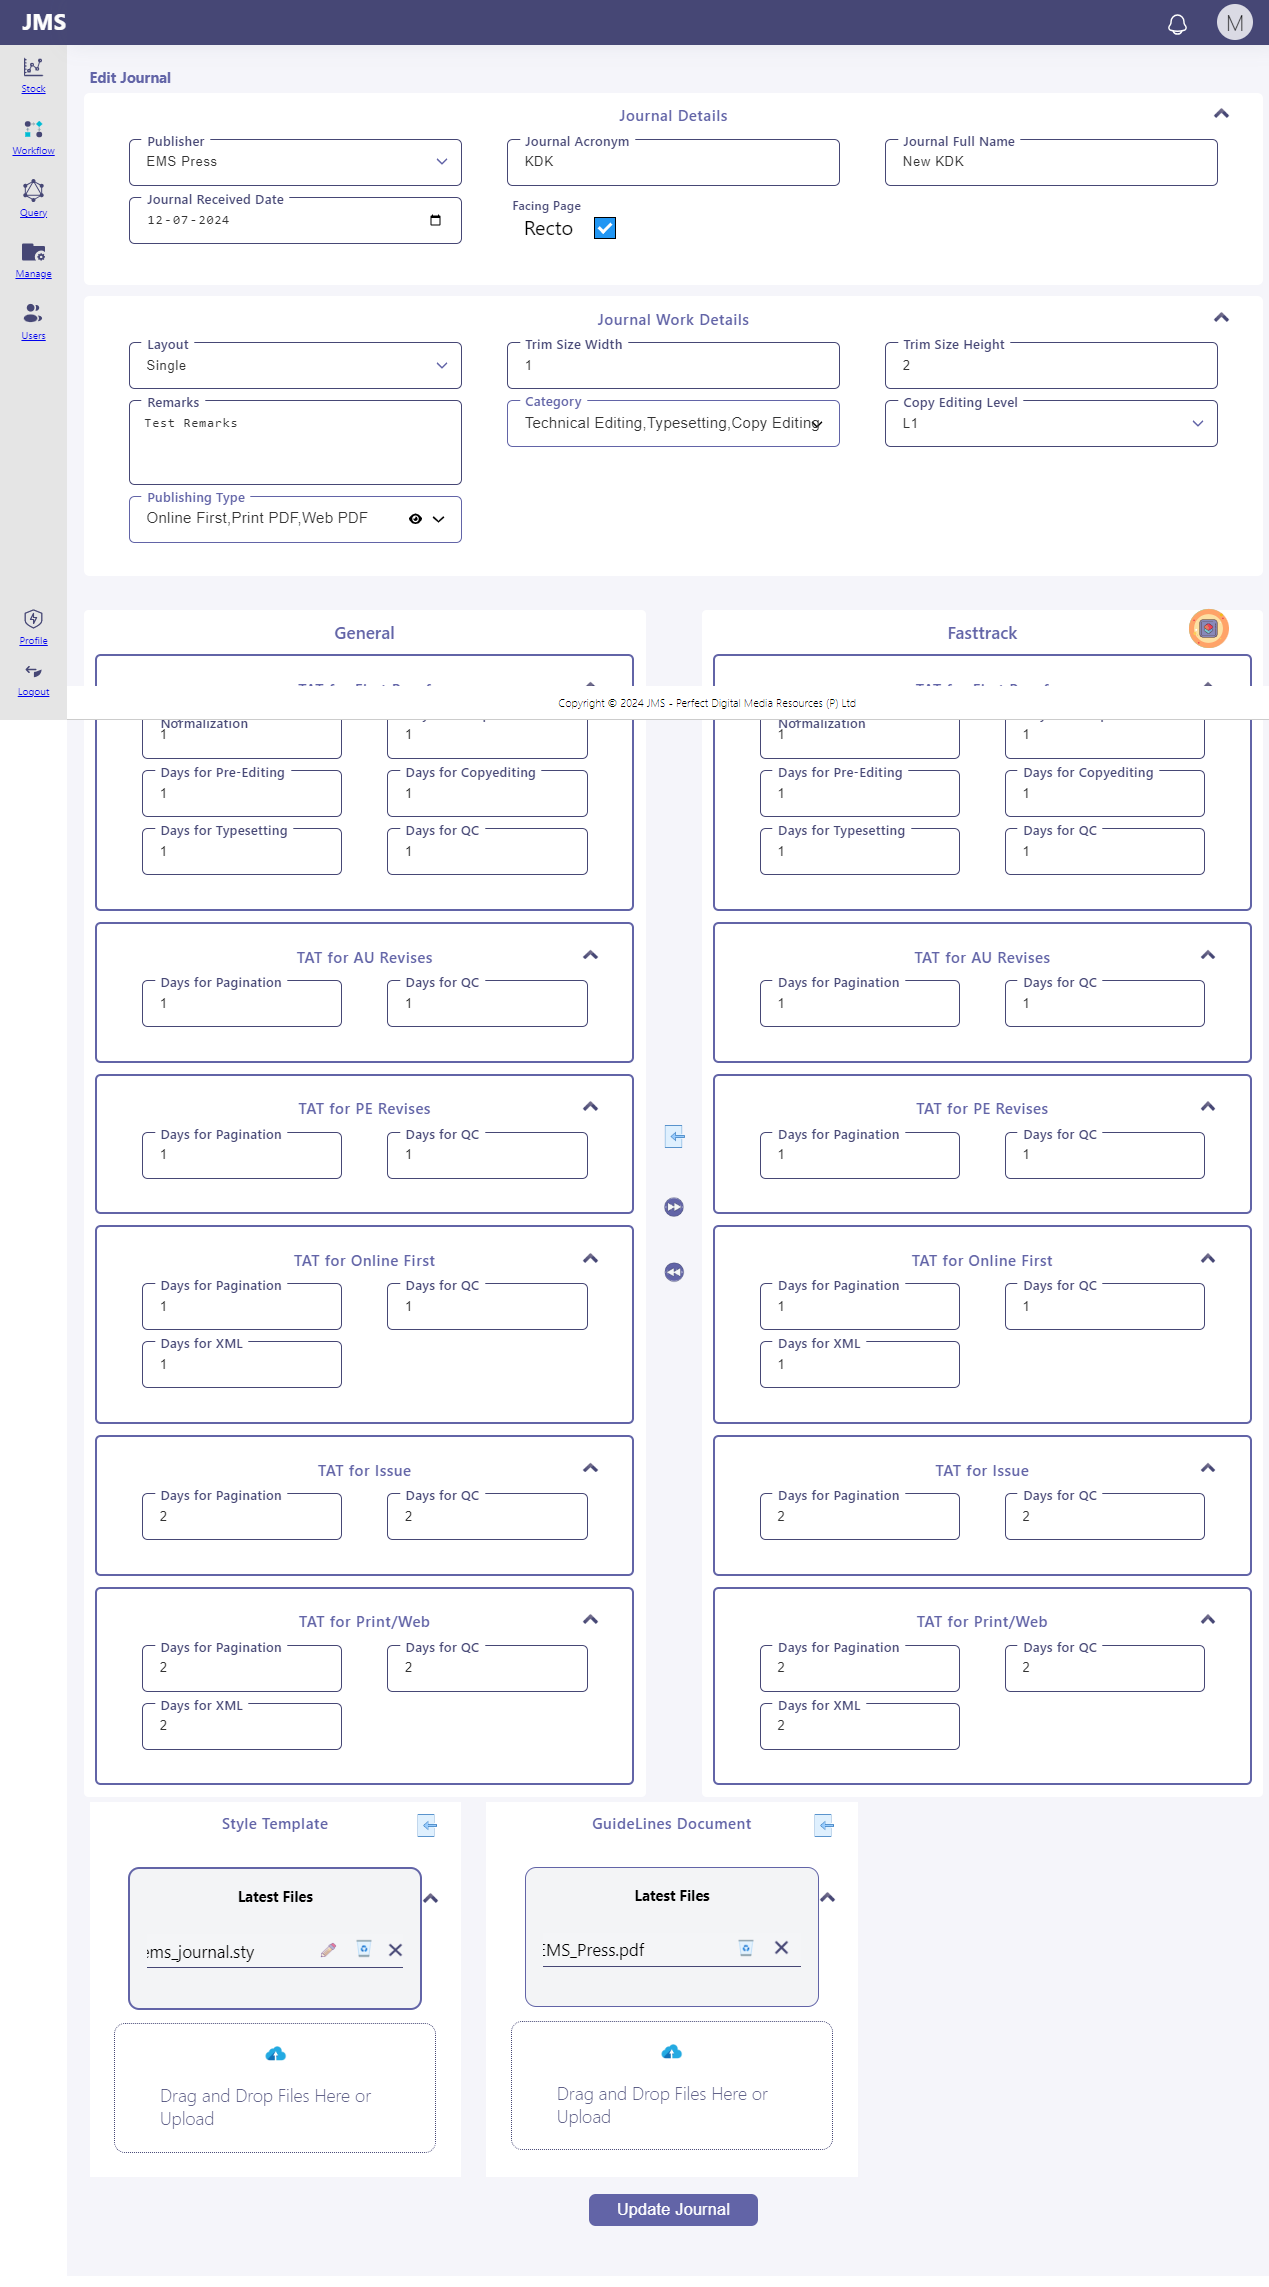 JMS
M
Stock
Workflow
Query
Manage
Users
Profile
Logout
Edit Journal
Journal Details
Publisher
EMS Press
Journal Acronym
KDK
Journal Full Name
New KDK
Journal Received Date
12-07-2024
Facing Page
Recto
Journal Work Details
Layout
Single
Trim Size Width
1
Trim Size Height
2
Remarks
Test Remarks
Category
Technical Editing,Typesetting,Copy Editing
Copy Editing Level
L1
Publishing Type
Online First,Print PDF,Web PDF
General
Copyright © 2024 JMS - Perfect Digital Media Resources (P) Ltd
Normalization
1
1
Days for Pre-Editing
1
Days for Copyediting
1
Days for Typesetting
1
Days for QC
1
TAT for AU Revises
Days for Pagination
1
Days for QC
1
TAT for PE Revises
Days for Pagination
1
Days for QC
1
TAT for Online First
Days for Pagination
1
Days for QC
1
Days for XML
1
TAT for Issue
Days for Pagination
2
Days for QC
2
TAT for Print/Web
Days for Pagination
2
Days for QC
2
Days for XML
2
Fasttrack
Normalization
1
1
Days for Pre-Editing
1
Days for Copyediting
1
Days for Typesetting
1
Days for QC
1
TAT for AU Revises
Days for Pagination
1
Days for QC
1
TAT for PE Revises
Days for Pagination
1
Days for QC
1
TAT for Online First
Days for Pagination
1
Days for QC
1
Days for XML
1
TAT for Issue
Days for Pagination
2
Days for QC
2
TAT for Print/Web
Days for Pagination
2
Days for QC
2
Days for XML
2
Style Template
Latest Files
ems_journal.sty
Drag and Drop Files Here or
Upload
GuideLines Document
Latest Files
EMS_Press.pdf
Drag and Drop Files Here or
Upload
Update Journal